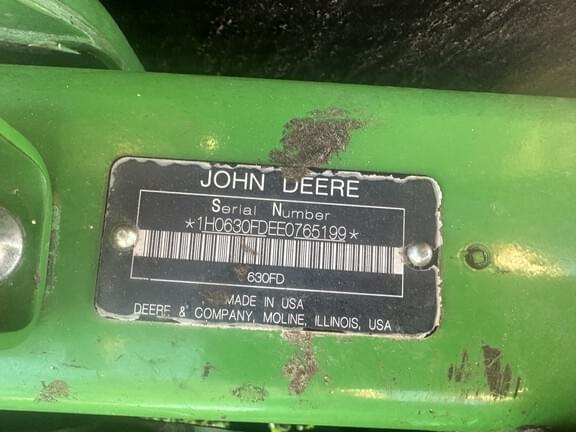 JOHN DEERE
Serial Number
*1H0630FDEE0765199*
630FD
MADE IN USA
DEERE & COMPANY, MOLINE, ILLINOIS, USA